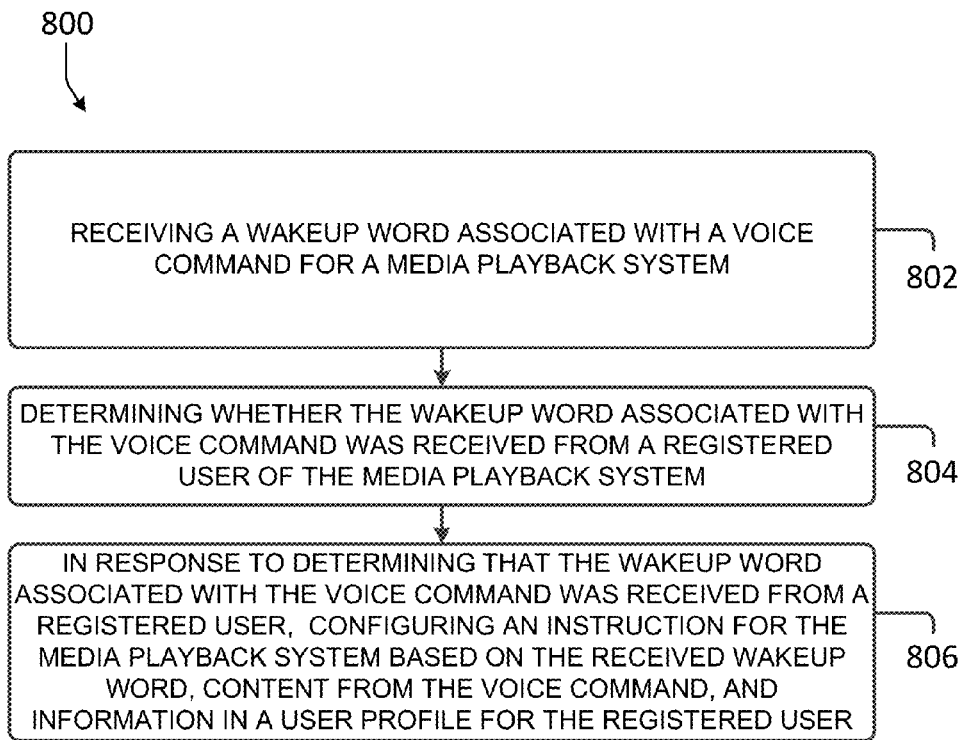 800
RECEIVING A WAKEUP WORD ASSOCIATED WITH A VOICE
COMMAND FOR A MEDIA PLAYBACK SYSTEM
802
DETERMINING WHETHER THE WAKEUP WORD ASSOCIATED WITH
THE VOICE COMMAND WAS RECEIVED FROM A REGISTERED
USER OF THE MEDIA PLAYBACK SYSTEM
804
IN RESPONSE TO DETERMINING THAT THE WAKEUP WORD
ASSOCIATED WITH THE VOICE COMMAND WAS RECEIVED FROM A
REGISTERED USER, CONFIGURING AN INSTRUCTION FOR THE
MEDIA PLAYBACK SYSTEM BASED ON THE RECEIVED WAKEUP
WORD, CONTENT FROM THE VOICE COMMAND, AND
INFORMATION IN A USER PROFILE FOR THE REGISTERED USER
806